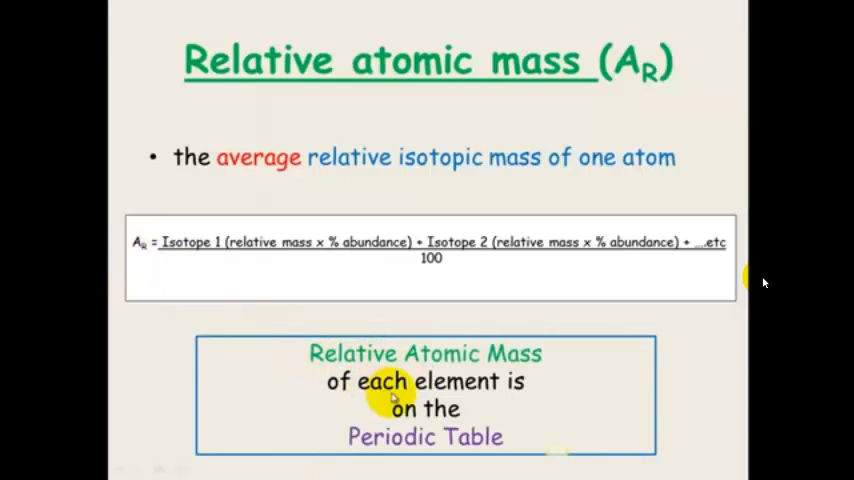 Relative atomic mass (AR)
• the average relative isotopic mass of one atom
AR = Isotope 1 (relative mass x % abundance) + Isotope 2 (relative mass x % abundance) + ....etc
100
Relative Atomic Mass
of each element is
on the
Periodic Table